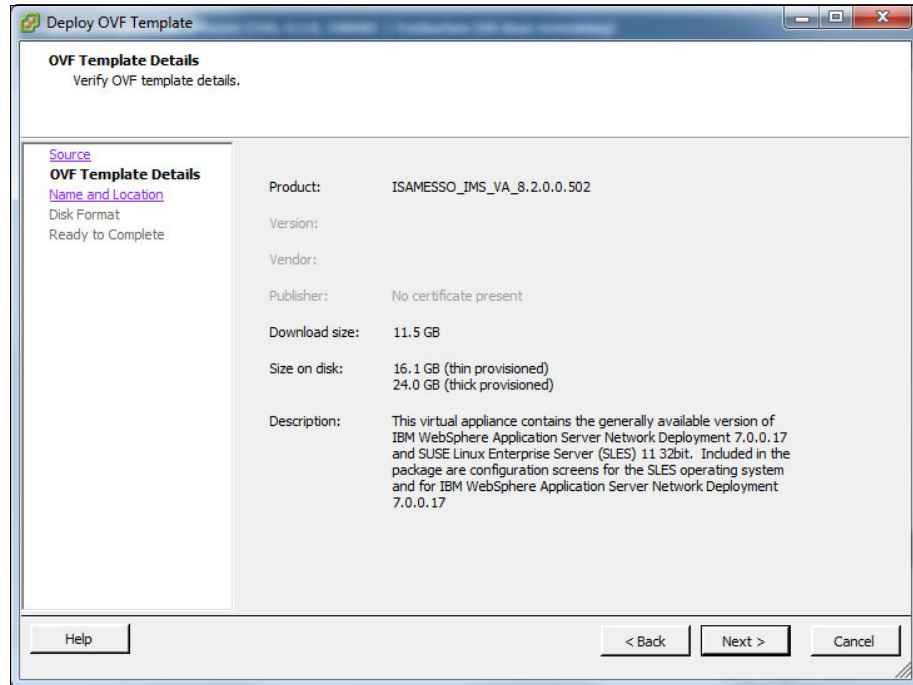 Deploy OVF Template
OVF Template Details
Verify OVF template details.
Source
OVF Template Details
Name and Location
Disk Format
Ready to Complete
Product: ISAMESSO_IMS_VA_8.2.0.0.502
Version:
Vendor:
Publisher: No certificate present
Download size: 11.5 GB
Size on disk: 16.1 GB (thin provisioned)
24.0 GB (thick provisioned)
Description: This virtual appliance contains the generally available version of
IBM WebSphere Application Server Network Deployment 7.0.0.17
and SUSE Linux Enterprise Server (SLES) 11 32bit. Included in the
package are configuration screens for the SLES operating system
and for IBM WebSphere Application Server Network Deployment
7.0.0.17
Help
< Back
Next >
Cancel